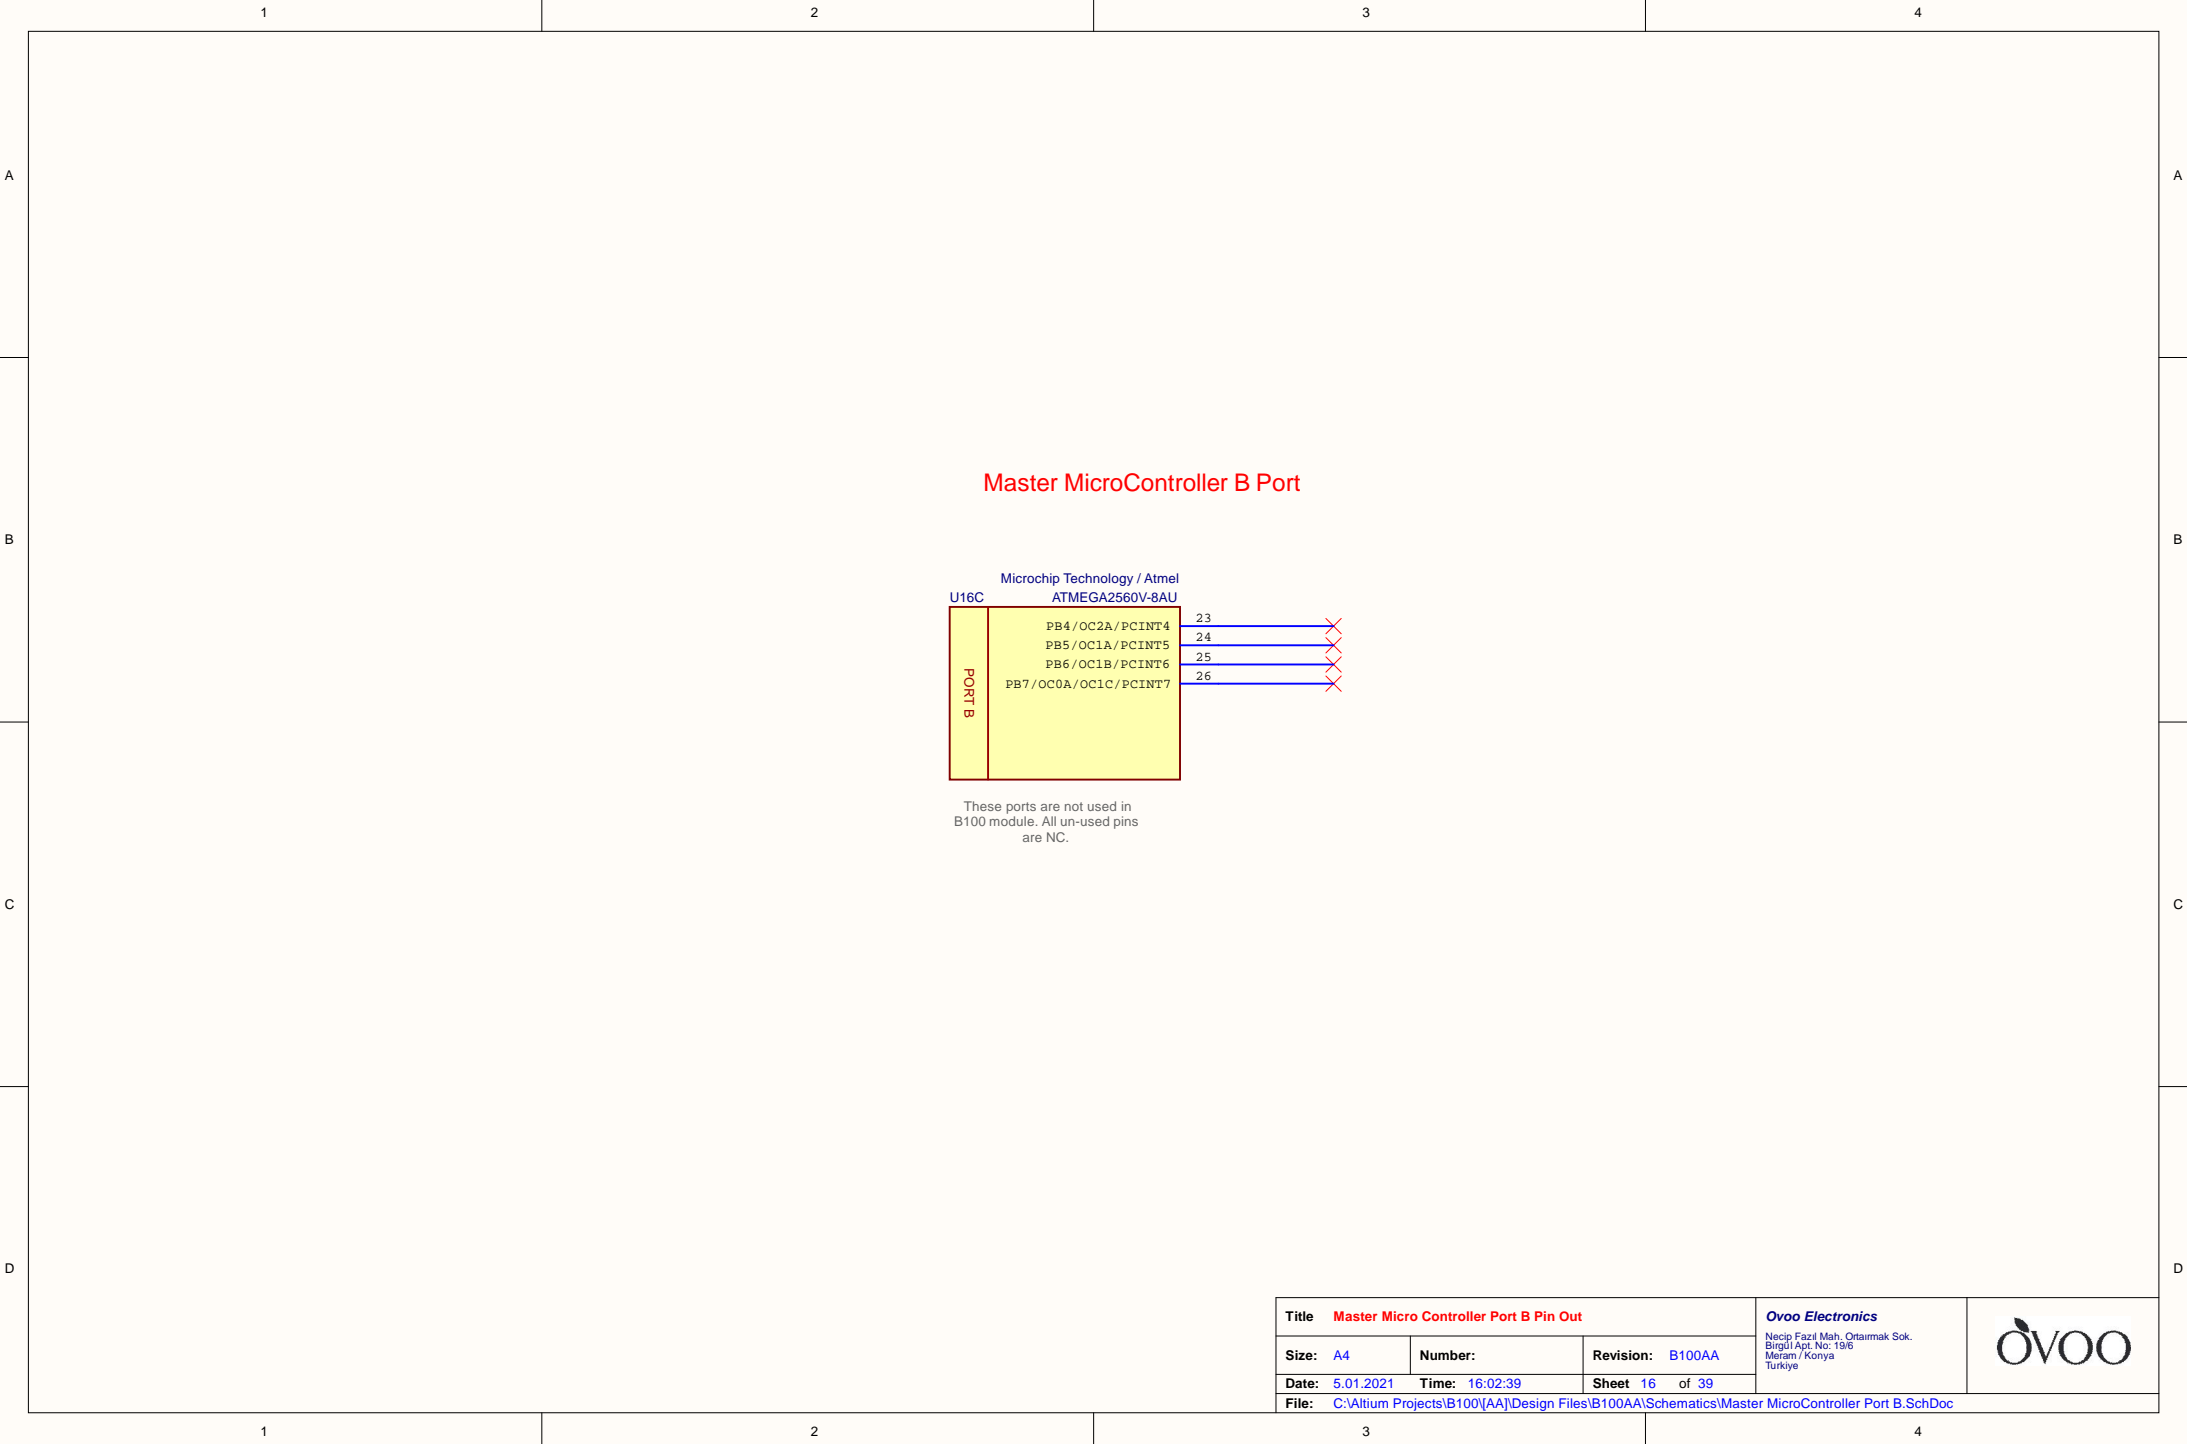 1 2 3 4
A A
B B
C C
D D
Master MicroController B Port
Microchip Technology / Atmel
U16C ATMEGA2560V-8AU
PORT B
PB4/OC2A/PCINT4 23
PB5/OC1A/PCINT5 24
PB6/OC1B/PCINT6 25
PB7/OC0A/OC1C/PCINT7 26
These ports are not used in
B100 module. All un-used pins
are NC.
Title Master Micro Controller Port B Pin Out
Size: A4 Number: Revision: B100AA
Date: 5.01.2021 Time: 16:02:39 Sheet 16 of 39
File: C:\Altium Projects\B100\[AA]\Design Files\B100AA\Schematics\Master MicroController Port B.SchDoc
Ovoo Electronics
Necip Fazıl Mah. Ortaırmak Sok.
Birgül Apt. No: 19/6
Meram / Konya
Turkiye
OVOO
1 2 3 4